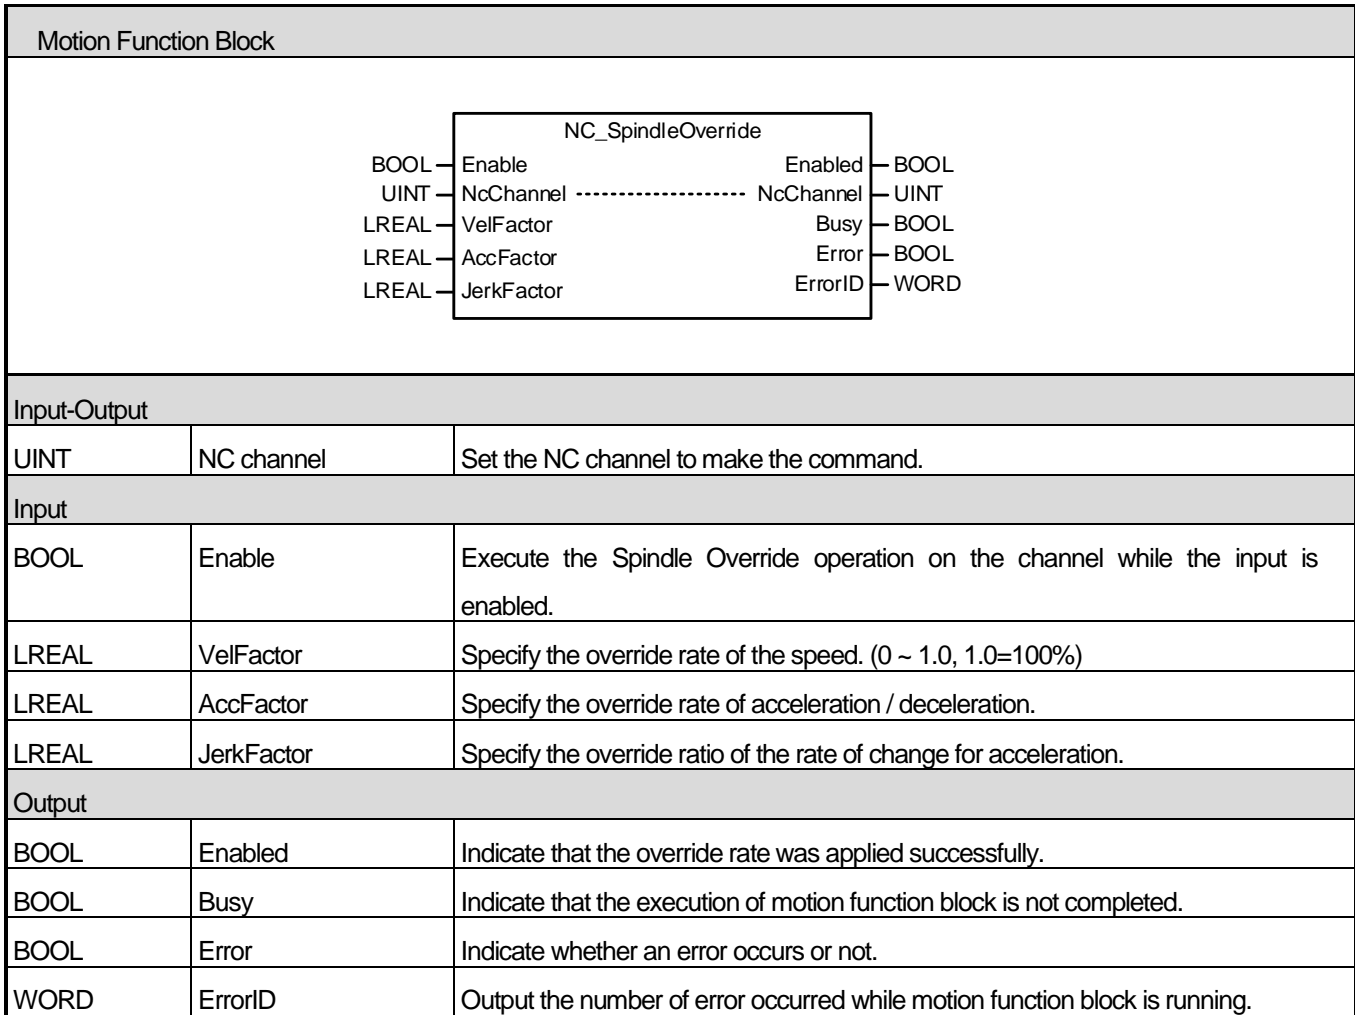 Motion Function Block
NC_SpindleOverride
BOOL Enable Enabled BOOL
UINT NcChannel NcChannel UINT
LREAL VelFactor Busy BOOL
LREAL AccFactor Error BOOL
LREAL JerkFactor ErrorID WORD
Input-Output
UINT NC channel Set the NC channel to make the command.
Input
BOOL Enable Execute the Spindle Override operation on the channel while the input is
enabled.
LREAL VelFactor Specify the override rate of the speed. (0 ~ 1.0, 1.0=100%)
LREAL AccFactor Specify the override rate of acceleration / deceleration.
LREAL JerkFactor Specify the override ratio of the rate of change for acceleration.
Output
BOOL Enabled Indicate that the override rate was applied successfully.
BOOL Busy Indicate that the execution of motion function block is not completed.
BOOL Error Indicate whether an error occurs or not.
WORD ErrorID Output the number of error occurred while motion function block is running.